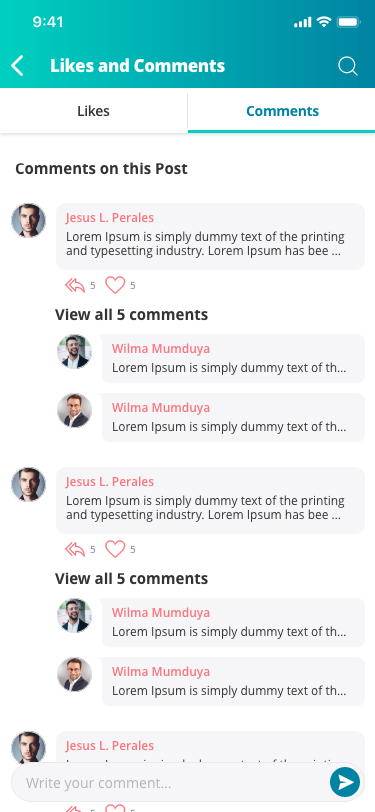 9:41
Likes and Comments
Likes
Comments
Comments on this Post
Jesus L. Perales
Lorem Ipsum is simply dummy text of the printing
and typesetting industry. Lorem Ipsum has bee ...
5 5
View all 5 comments
Wilma Mumduya
Lorem Ipsum is simply dummy text of th...
Wilma Mumduya
Lorem Ipsum is simply dummy text of th...
Jesus L. Perales
Lorem Ipsum is simply dummy text of the printing
and typesetting industry. Lorem Ipsum has bee ...
5 5
View all 5 comments
Wilma Mumduya
Lorem Ipsum is simply dummy text of th...
Wilma Mumduya
Lorem Ipsum is simply dummy text of th...
Jesus L. Perales
Write your comment...